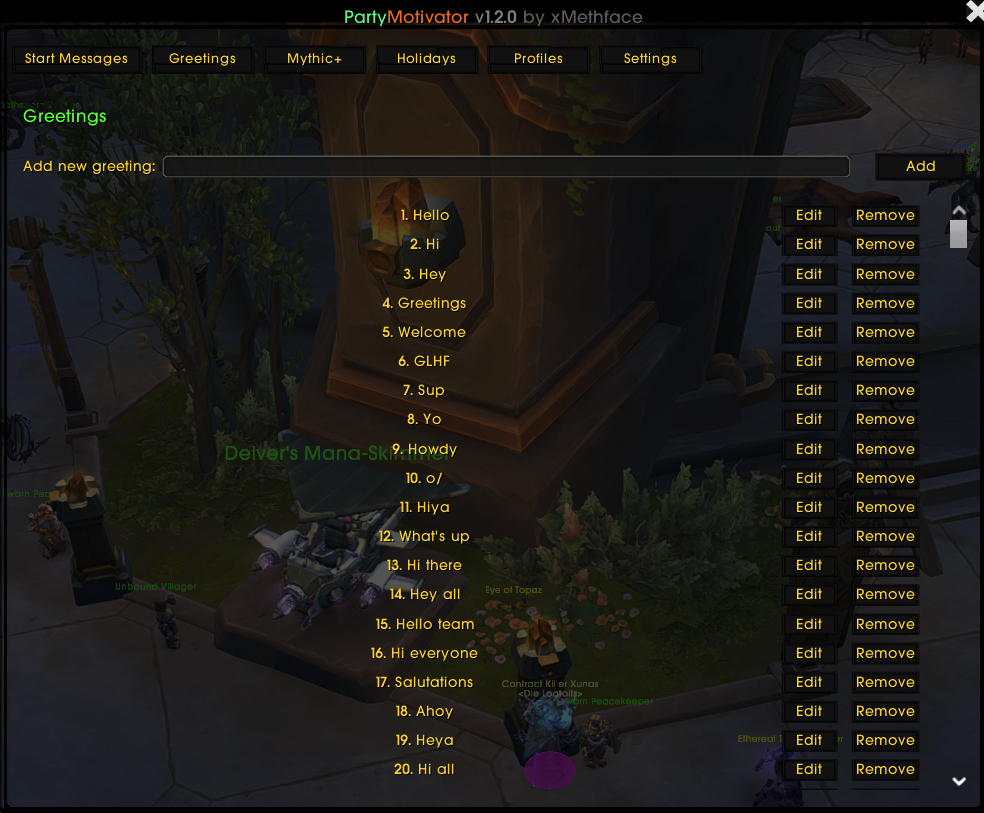 PartyMotivator v1.2.0 by xMethface
Start Messages Greetings Mythic+ Holidays Profiles Settings
Greetings
Add new greeting: Add
1. Hello Edit Remove
2. Hi Edit Remove
3. Hey Edit Remove
4. Greetings Edit Remove
5. Welcome Edit Remove
6. GLHF Edit Remove
7. Sup Edit Remove
8. Yo Edit Remove
9. Howdy Edit Remove
Delver's Mana-Skimmer
10. o/ Edit Remove
11. Hiya Edit Remove
12. What's up Edit Remove
13. Hi there Edit Remove
Unbound Villager
Eye of Topaz
14. Hey all Edit Remove
15. Hello team Edit Remove
16. Hi everyone Edit Remove
17. Salutations Edit Remove
Contract Killer Xunas
Peacekeeper
18. Ahoy Edit Remove
19. Heya Edit Remove
Ethereal
20. Hi all Edit Remove